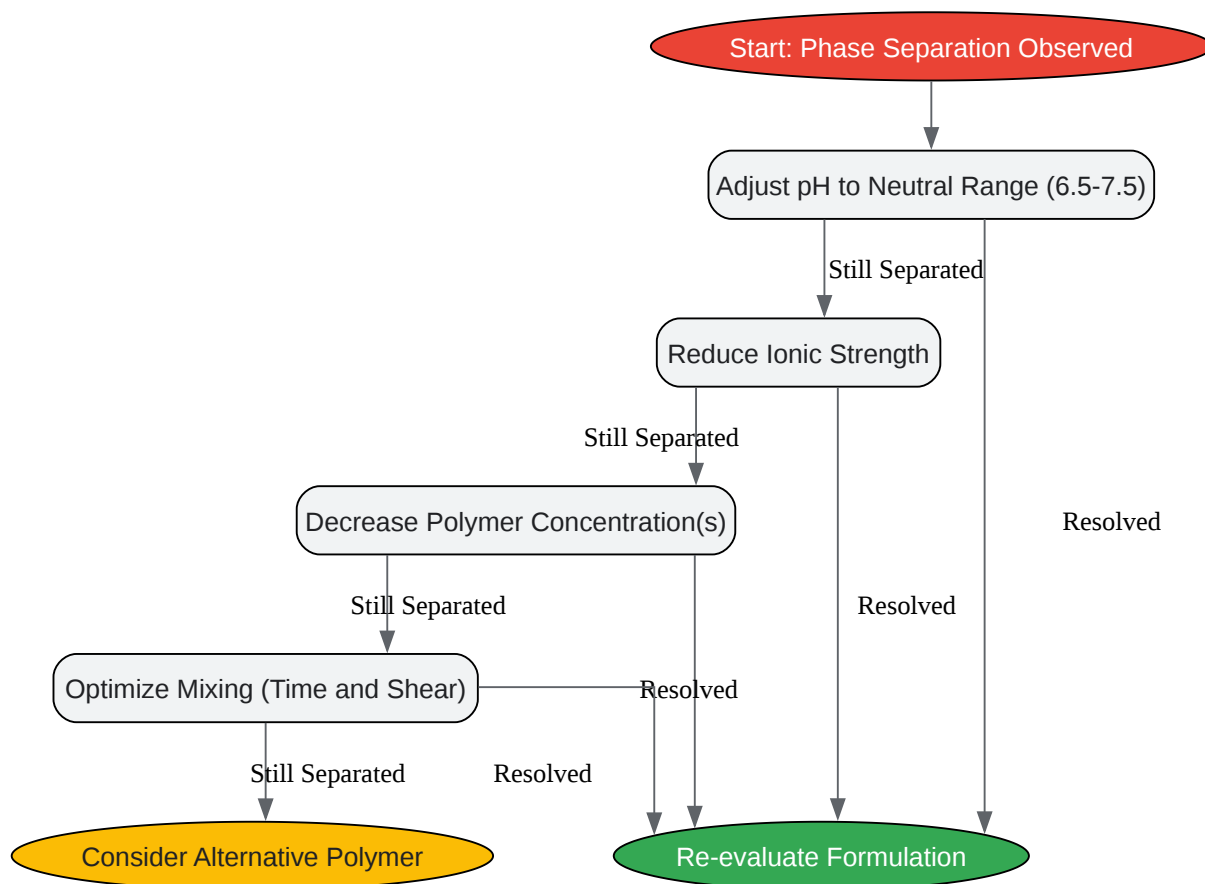 Start: Phase Separation Observed
Adjust pH to Neutral Range (6.5-7.5)
Still Separated
Reduce Ionic Strength
Still Separated
Decrease Polymer Concentration(s)
Resolved
Still Separated
Resolved
Optimize Mixing (Time and Shear)
Resolved
Still Separated
Resolved
Consider Alternative Polymer
Re-evaluate Formulation